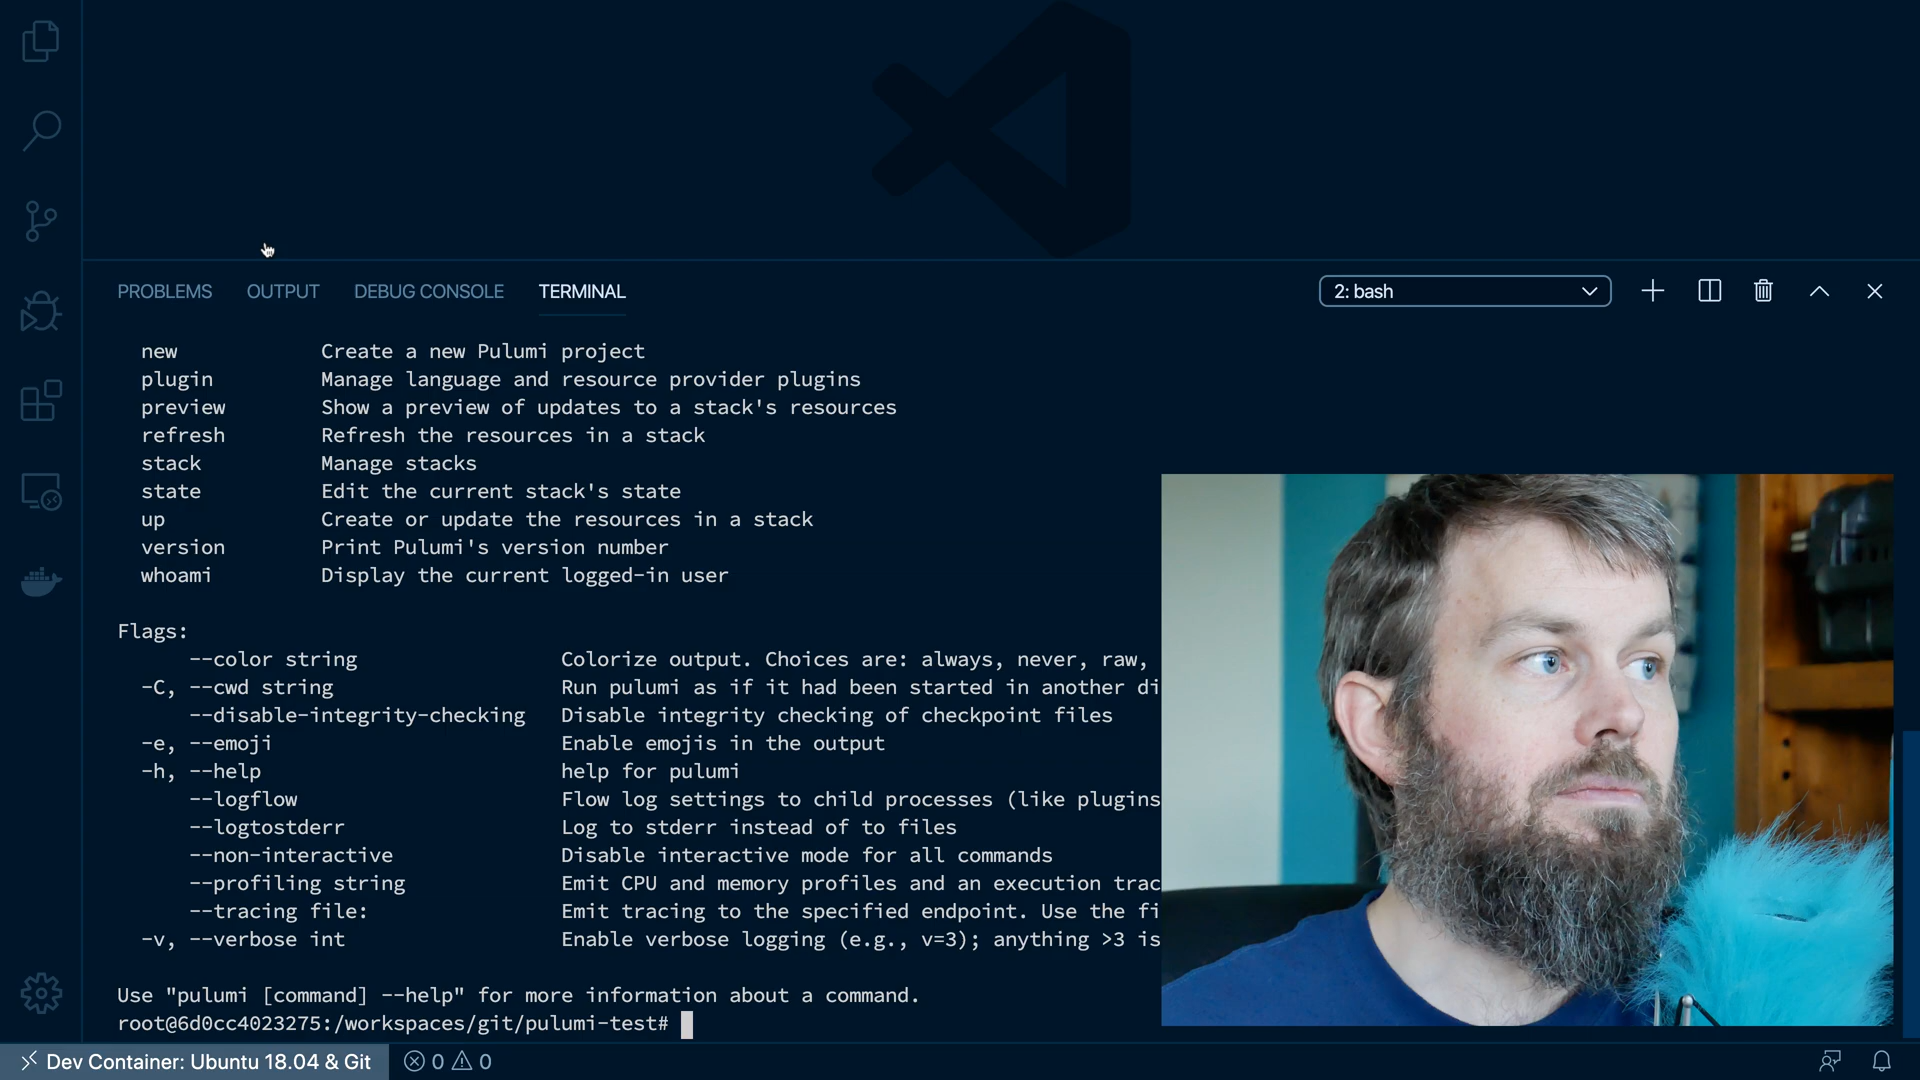 PROBLEMS OUTPUT DEBUG CONSOLE TERMINAL 2: bash
new Create a new Pulumi project
plugin Manage language and resource provider plugins
preview Show a preview of updates to a stack's resources
refresh Refresh the resources in a stack
stack Manage stacks
state Edit the current stack's state
up Create or update the resources in a stack
version Print Pulumi's version number
whoami Display the current logged-in user
Flags:
--color string Colorize output. Choices are: always, never, raw,
-C, --cwd string Run pulumi as if it had been started in another di
--disable-integrity-checking Disable integrity checking of checkpoint files
-e, --emoji Enable emojis in the output
-h, --help help for pulumi
--logflow Flow log settings to child processes (like plugins
--logtostderr Log to stderr instead of to files
--non-interactive Disable interactive mode for all commands
--profiling string Emit CPU and memory profiles and an execution trac
--tracing file: Emit tracing to the specified endpoint. Use the fi
-v, --verbose int Enable verbose logging (e.g., v=3); anything >3 is
Use "pulumi [command] --help" for more information about a command.
root@6d0cc4023275:/workspaces/git/pulumi-test#
Dev Container: Ubuntu 18.04 & Git 0 0